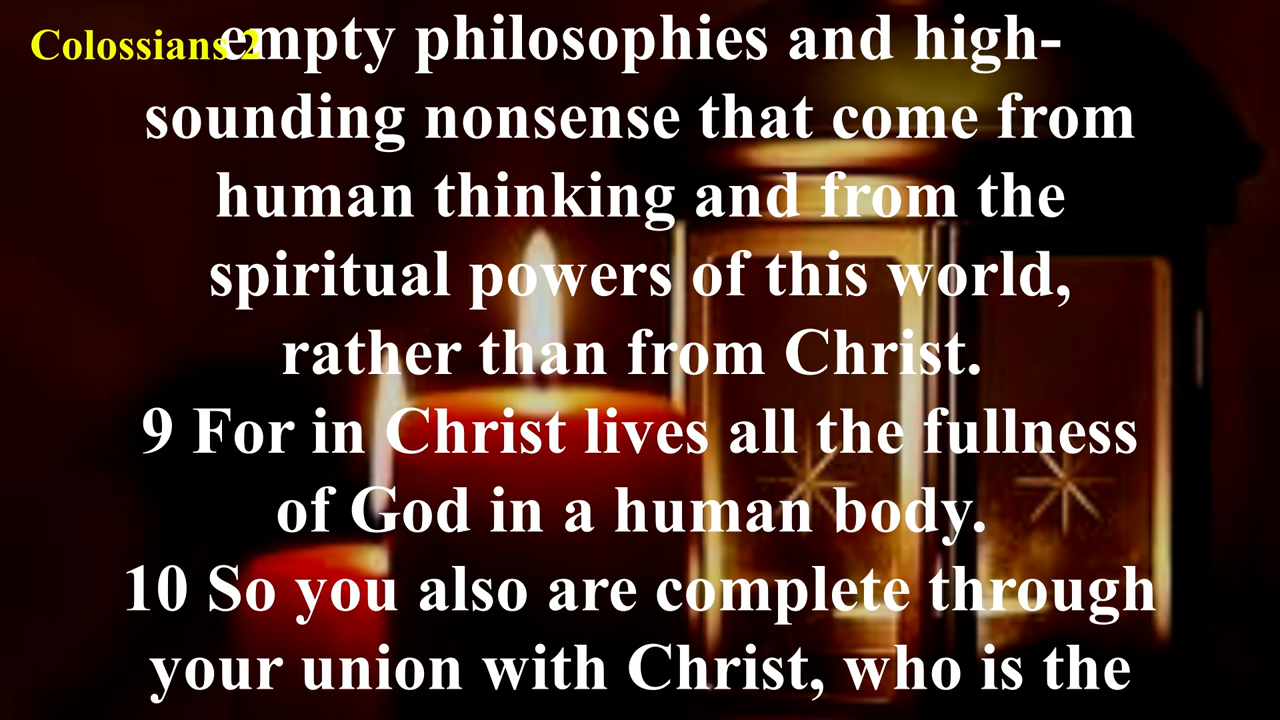 Colossians 2
empty philosophies and high-
sounding nonsense that come from
human thinking and from the
spiritual powers of this world,
rather than from Christ.
9 For in Christ lives all the fullness
of God in a human body.
10 So you also are complete through
your union with Christ, who is the